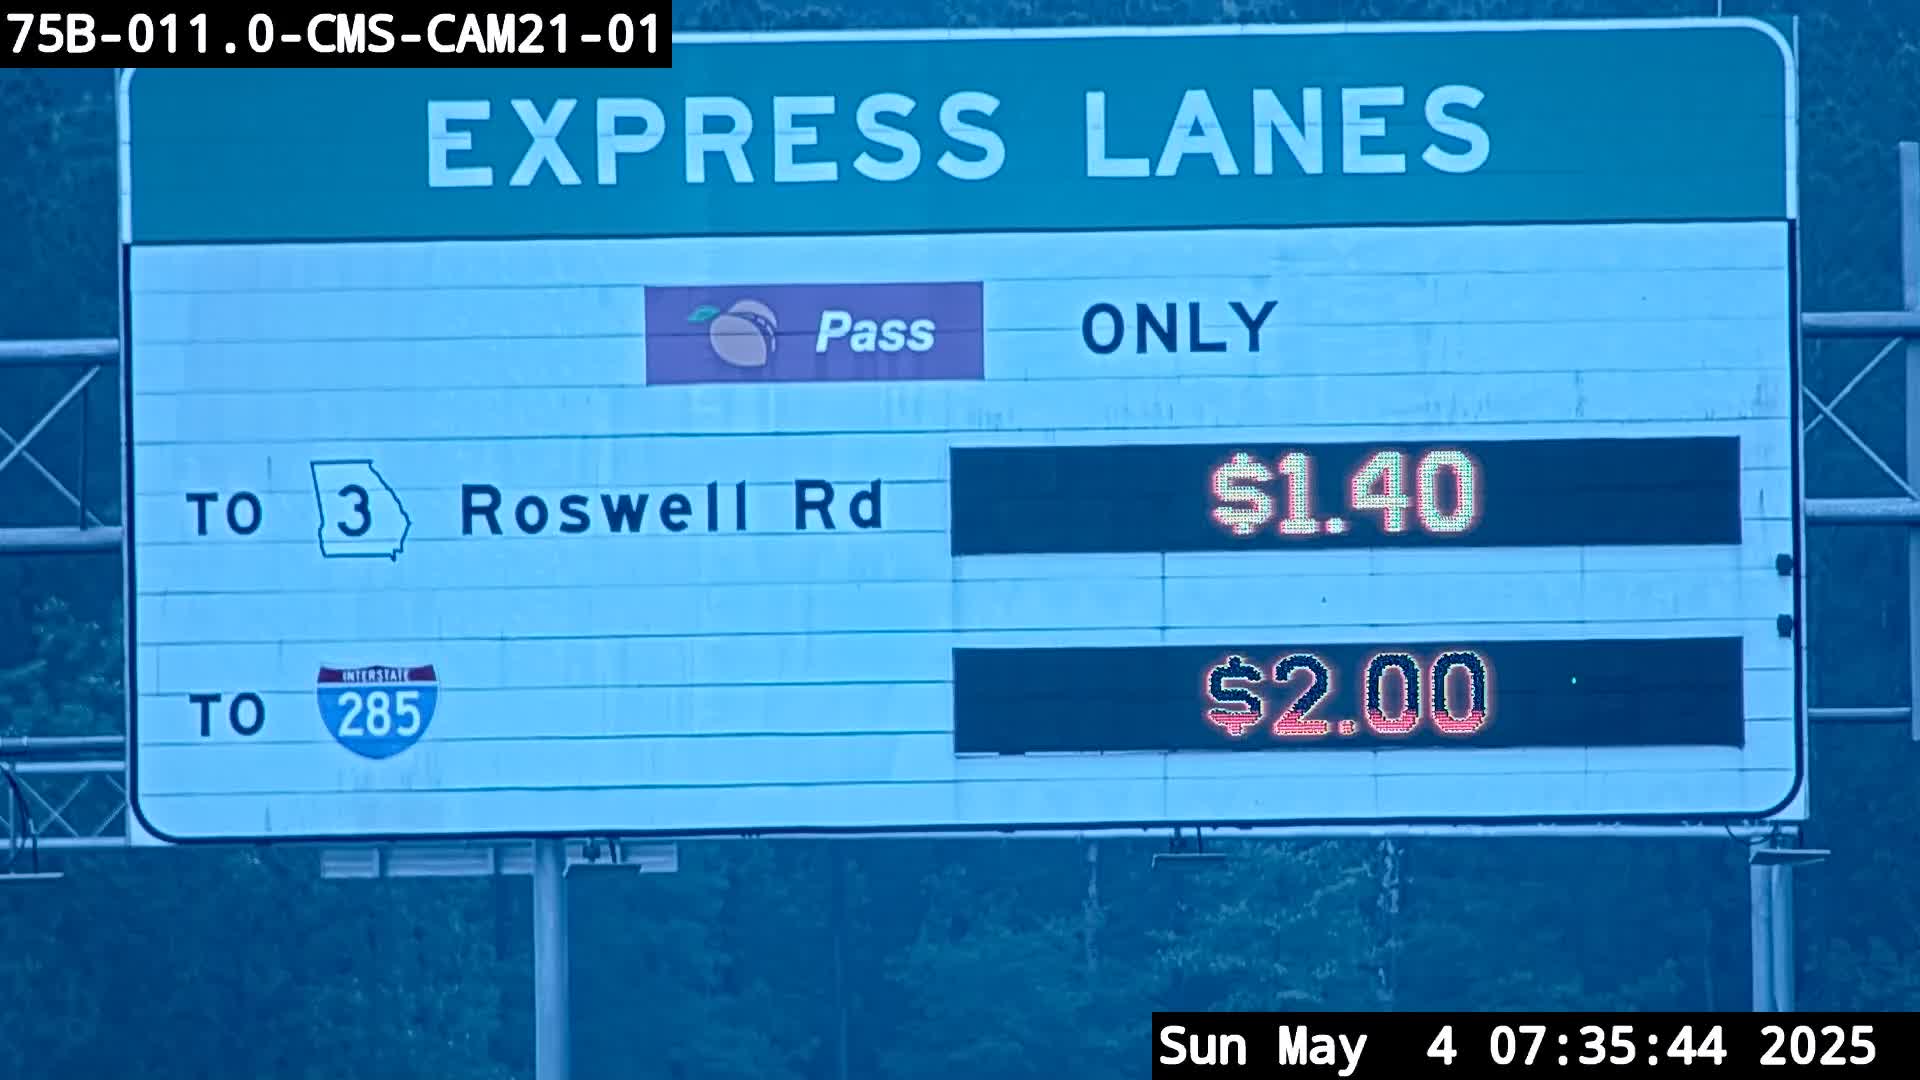 75B-011.0-CMS-CAM21-01
EXPRESS LANES
Pass ONLY
TO 3 Roswell Rd $1.40
TO INTERSTATE 285 $2.00
Sun May 4 07:35:44 2025